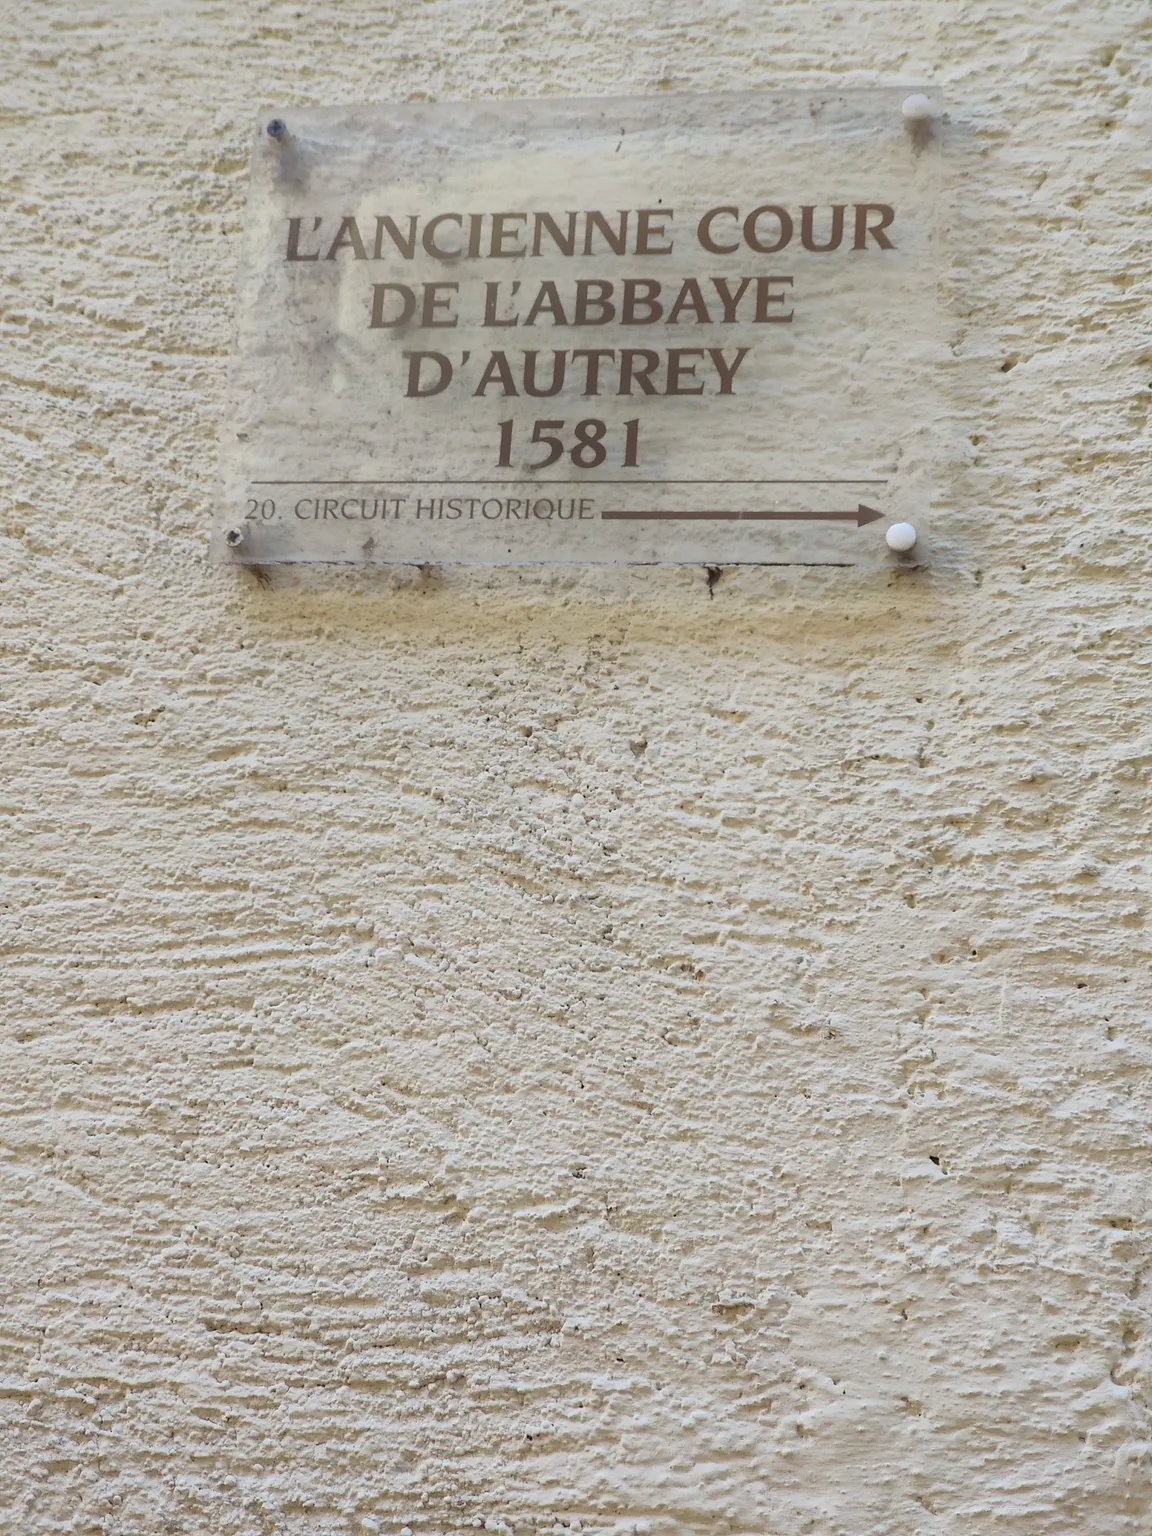 L'ANCIENNE COUR
DE L'ABBAYE
D'AUTREY
1581
20. CIRCUIT HISTORIQUE